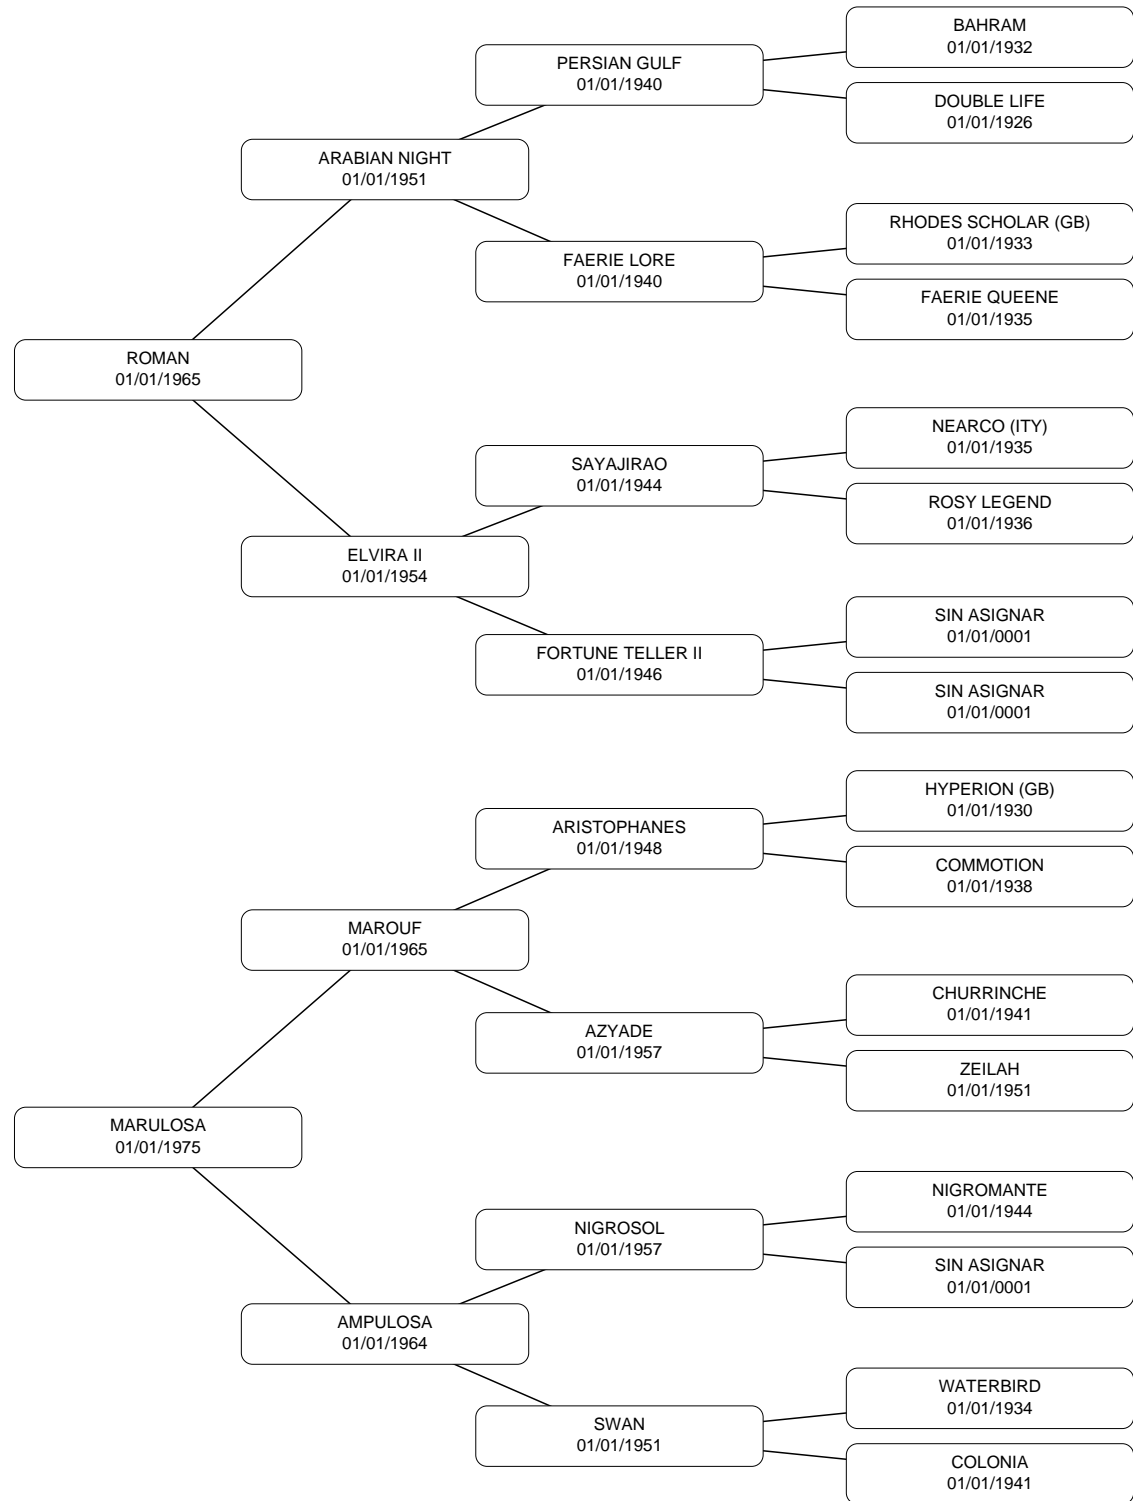 BAHRAM
01/01/1932
PERSIAN GULF
01/01/1940
DOUBLE LIFE
01/01/1926
ARABIAN NIGHT
01/01/1951
RHODES SCHOLAR (GB)
01/01/1933
FAERIE LORE
01/01/1940
FAERIE QUEENE
01/01/1935
ROMAN
01/01/1965
NEARCO (ITY)
01/01/1935
SAYAJIRAO
01/01/1944
ROSY LEGEND
01/01/1936
ELVIRA II
01/01/1954
SIN ASIGNAR
01/01/0001
FORTUNE TELLER II
01/01/1946
SIN ASIGNAR
01/01/0001
HYPERION (GB)
01/01/1930
ARISTOPHANES
01/01/1948
COMMOTION
01/01/1938
MAROUF
01/01/1965
CHURRINCHE
01/01/1941
AZYADE
01/01/1957
ZEILAH
01/01/1951
MARULOSA
01/01/1975
NIGROMANTE
01/01/1944
NIGROSOL
01/01/1957
SIN ASIGNAR
01/01/0001
AMPULOSA
01/01/1964
WATERBIRD
01/01/1934
SWAN
01/01/1951
COLONIA
01/01/1941